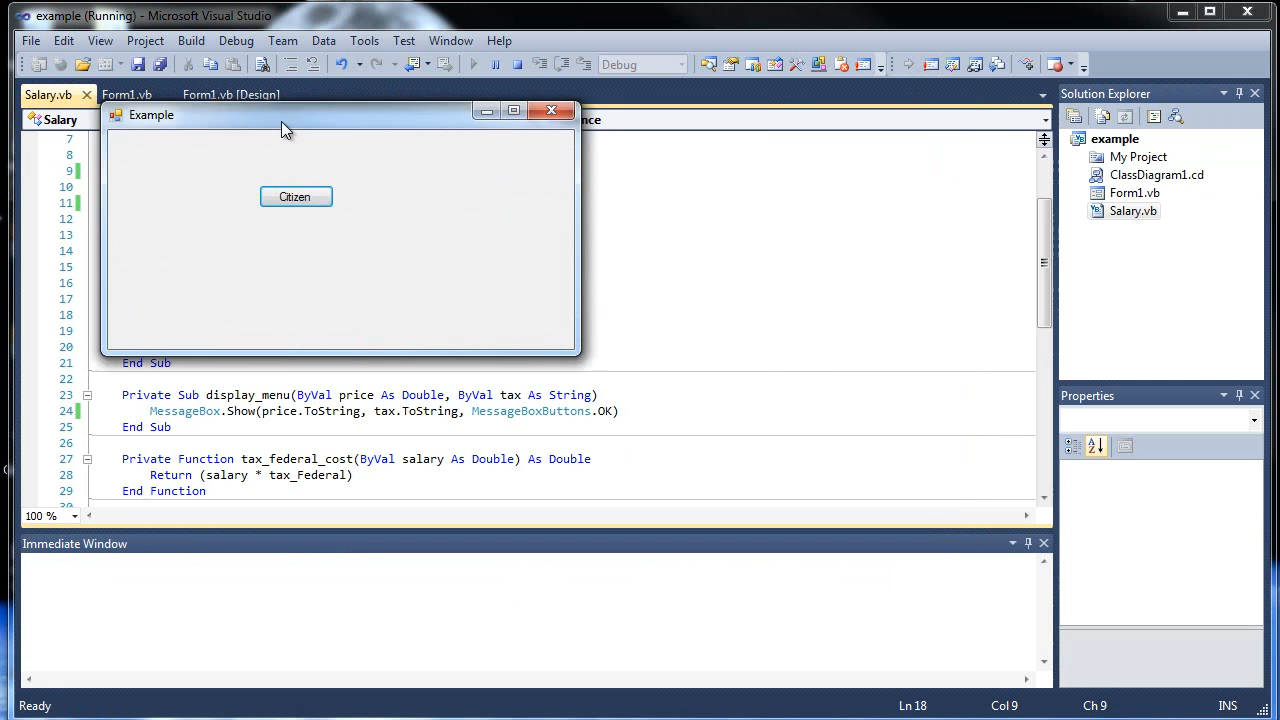 example (Running) - Microsoft Visual Studio
File Edit View Project Build Debug Team Data Tools Test Window Help
Debug
Salary.vb Form1.vb Form1.vb [Design]
Salary
Example
Citizen
7
8
9
10
11
12
13
14
15
16
17
18
19
20
21 End Sub
22
23 Private Sub display_menu(ByVal price As Double, ByVal tax As String)
24 MessageBox.Show(price.ToString, tax.ToString, MessageBoxButtons.OK)
25 End Sub
26
27 Private Function tax_federal_cost(ByVal salary As Double) As Double
28 Return (salary * tax_Federal)
29 End Function
100 %
Immediate Window
Solution Explorer
example
My Project
ClassDiagram1.cd
Form1.vb
Salary.vb
Properties
Ready Ln 18 Col 9 Ch 9 INS